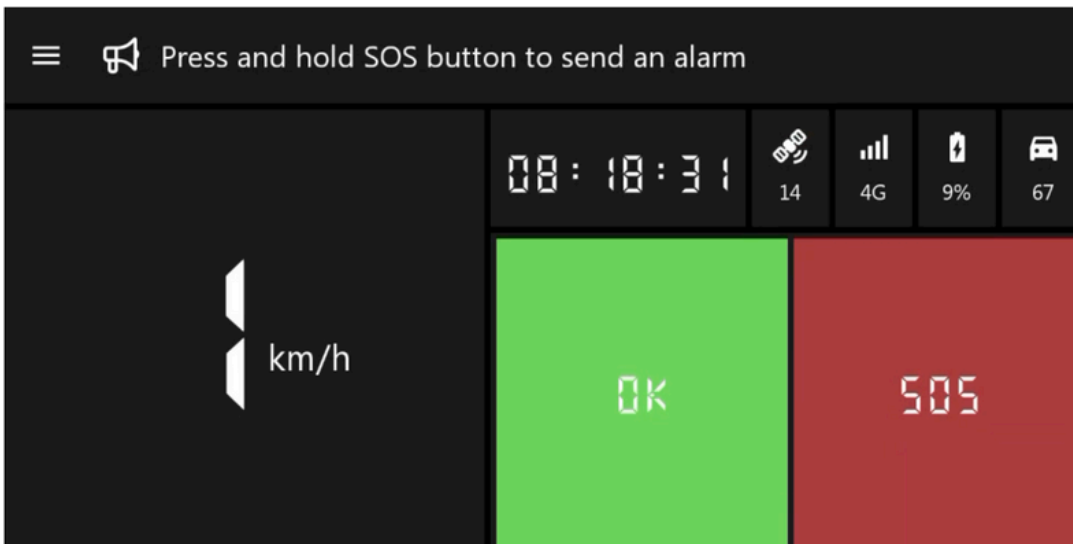 Press and hold SOS button to send an alarm
08:18:31
14
4G
9%
67
1 km/h
OK
SOS